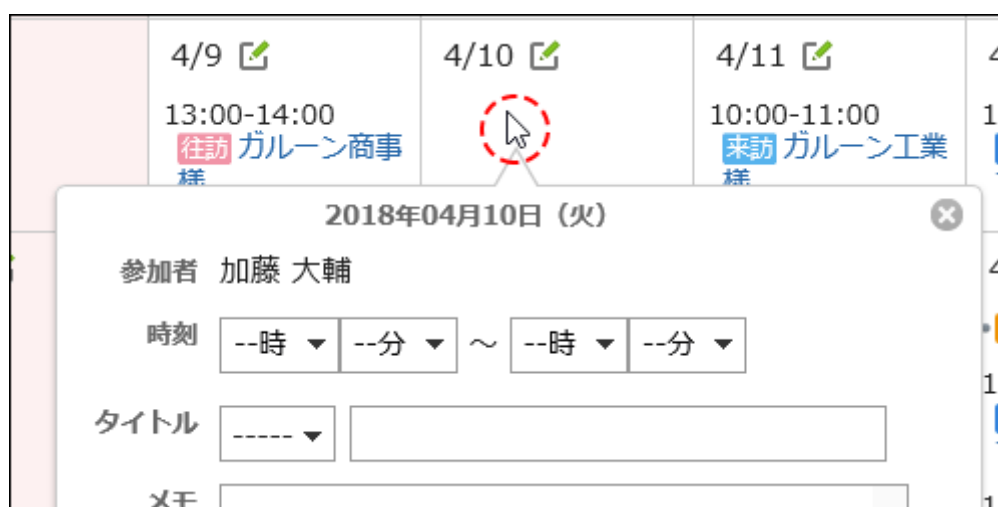 4/9
4/10
4/11
13:00-14:00
往訪 ガルーン商事
様
10:00-11:00
来訪 ガルーン工業
様
2018年04月10日（火）
参加者 加藤 大輔
時刻 --時 --分 ～ --時 --分
タイトル -----
メモ